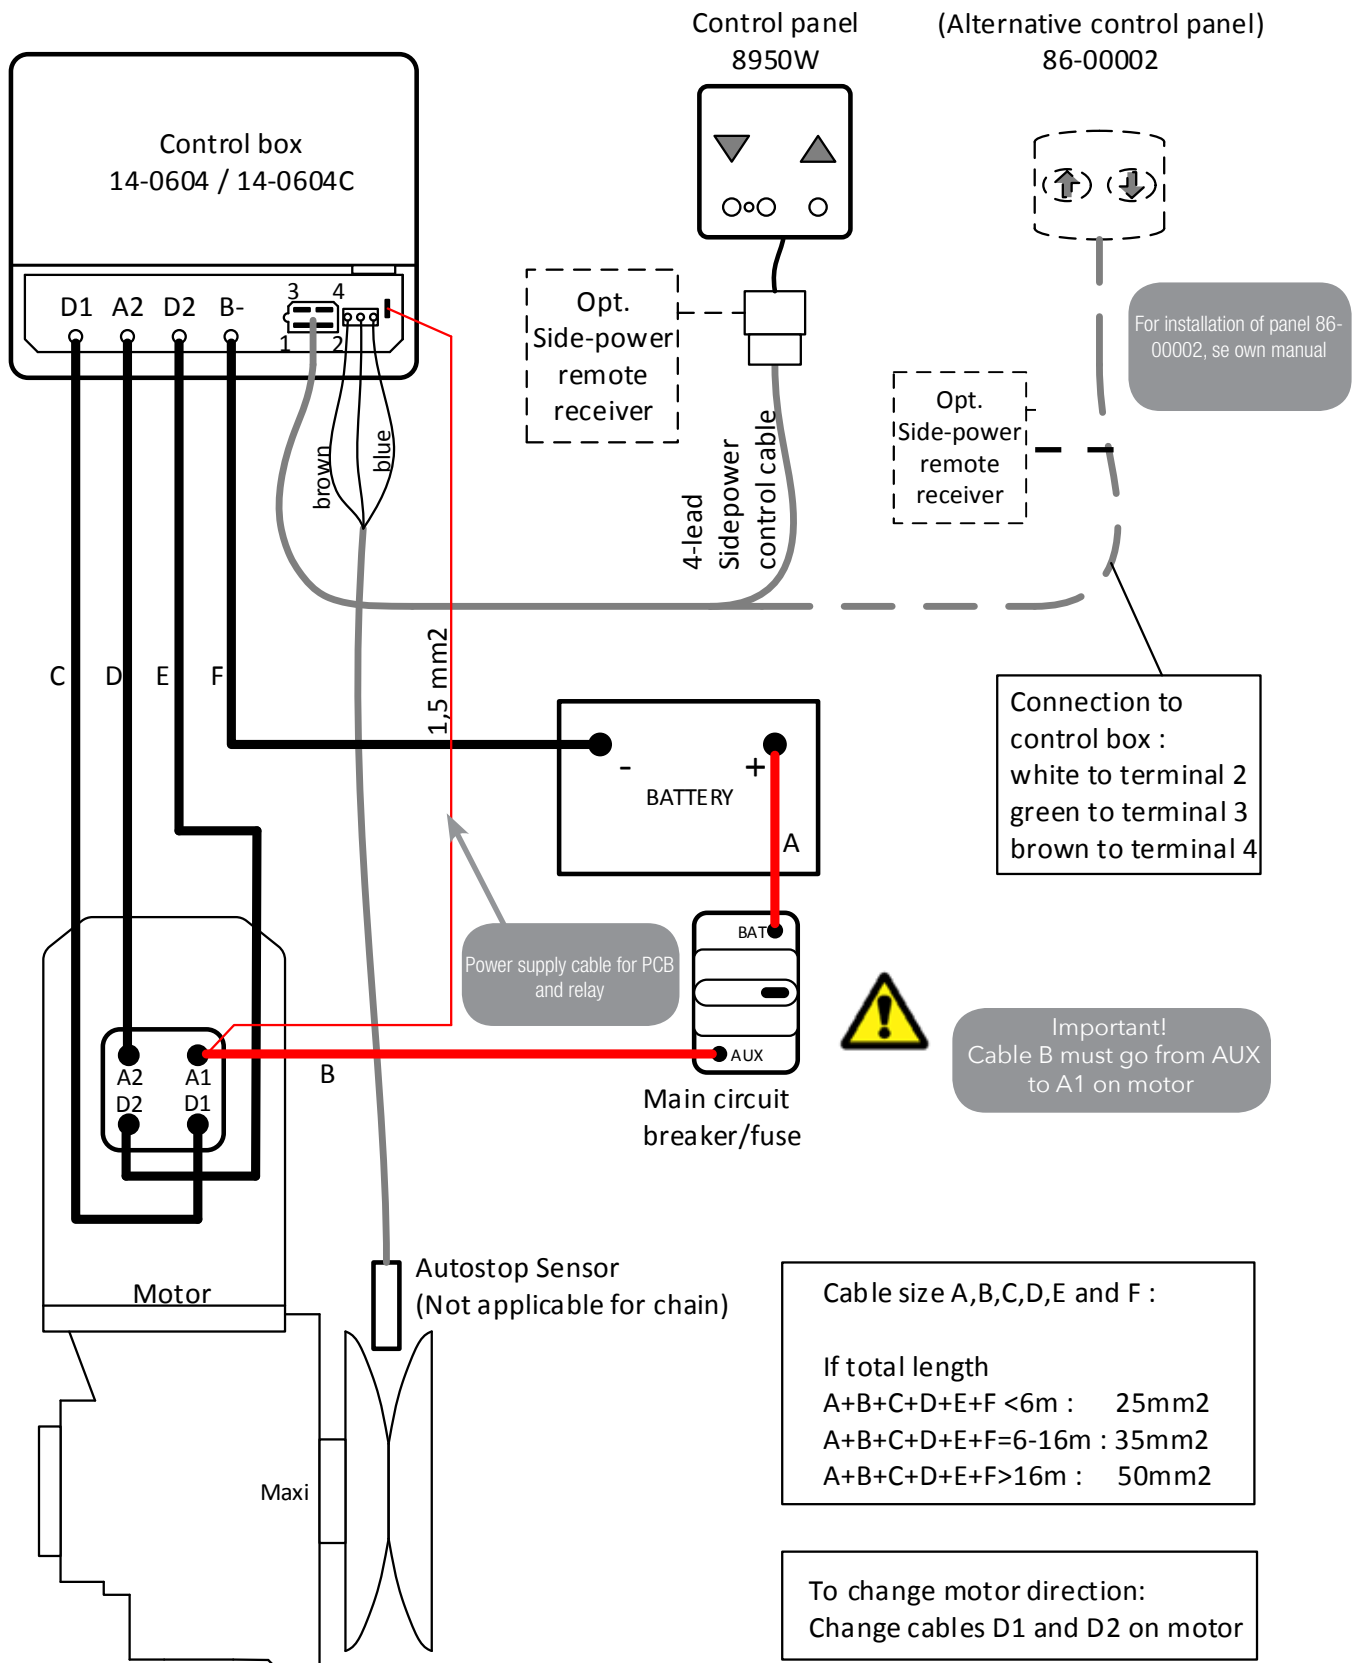 Control panel
8950W
(Alternative control panel)
86-00002
Control box
14-0604 / 14-0604C
D1 A2 D2 B-
3 4
1 2
brown
blue
Opt.
Side-power
remote
receiver
4-lead
Sidepower
control cable
For installation of panel 86-
00002, se own manual
Opt.
Side-power
remote
receiver
C D E F
1,5 mm2
- +
BATTERY
A
Connection to
control box :
white to terminal 2
green to terminal 3
brown to terminal 4
Power supply cable for PCB
and relay
BAT
AUX
Main circuit
breaker/fuse
Important!
Cable B must go from AUX
to A1 on motor
B
A2 A1
D2 D1
Motor
Autostop Sensor
(Not applicable for chain)
Maxi
Cable size A,B,C,D,E and F :
If total length
A+B+C+D+E+F <6m : 25mm2
A+B+C+D+E+F=6-16m : 35mm2
A+B+C+D+E+F>16m : 50mm2
To change motor direction:
Change cables D1 and D2 on motor